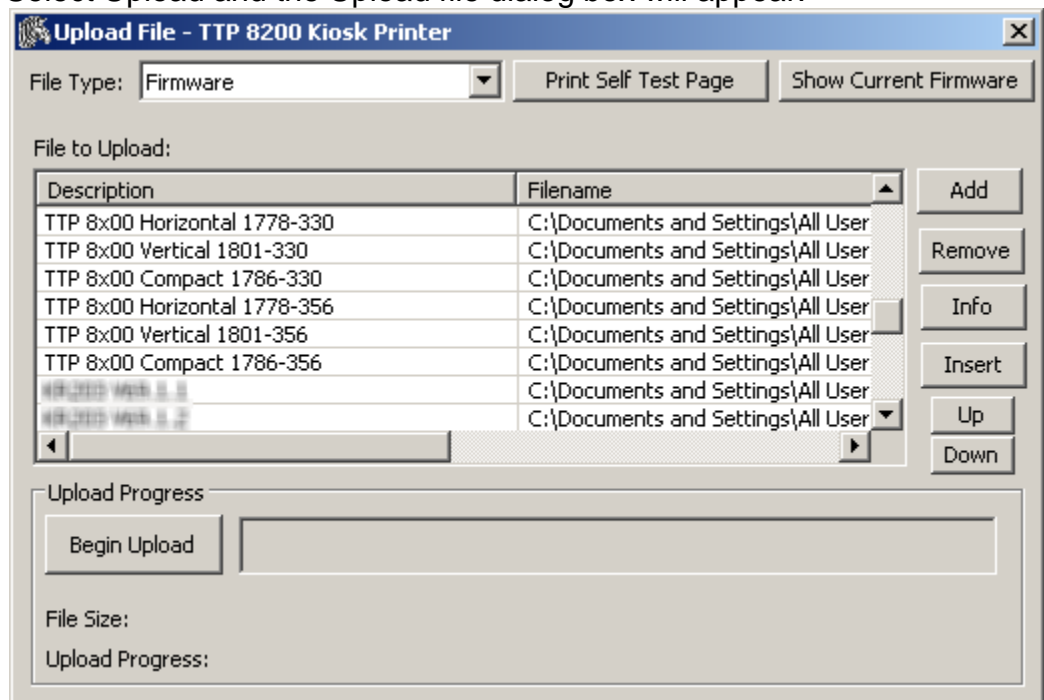 Select Upload and the Upload file dialog box will appear.
Upload File - TTP 8200 Kiosk Printer
File Type: Firmware Print Self Test Page Show Current Firmware
File to Upload:
Description Filename
TTP 8x00 Horizontal 1778-330 C:\Documents and Settings\All User
TTP 8x00 Vertical 1801-330 C:\Documents and Settings\All User
TTP 8x00 Compact 1786-330 C:\Documents and Settings\All User
TTP 8x00 Horizontal 1778-356 C:\Documents and Settings\All User
TTP 8x00 Vertical 1801-356 C:\Documents and Settings\All User
TTP 8x00 Compact 1786-356 C:\Documents and Settings\All User
C:\Documents and Settings\All User
C:\Documents and Settings\All User
Add
Remove
Info
Insert
Up
Down
Upload Progress
Begin Upload
File Size:
Upload Progress: